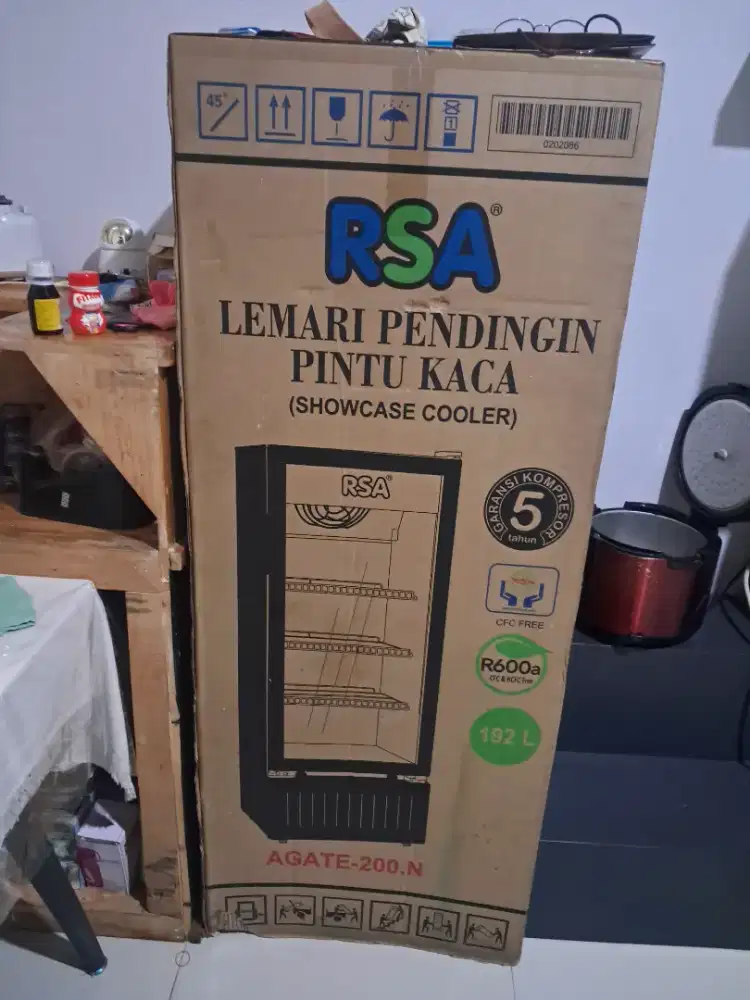 45°
1
0202086
RSA®
LEMARI PENDINGIN
PINTU KACA
(SHOWCASE COOLER)
RSA®
GARANSI KOMPRESOR
5
tahun
CFC FREE
R600a
192 L
AGATE-200.N